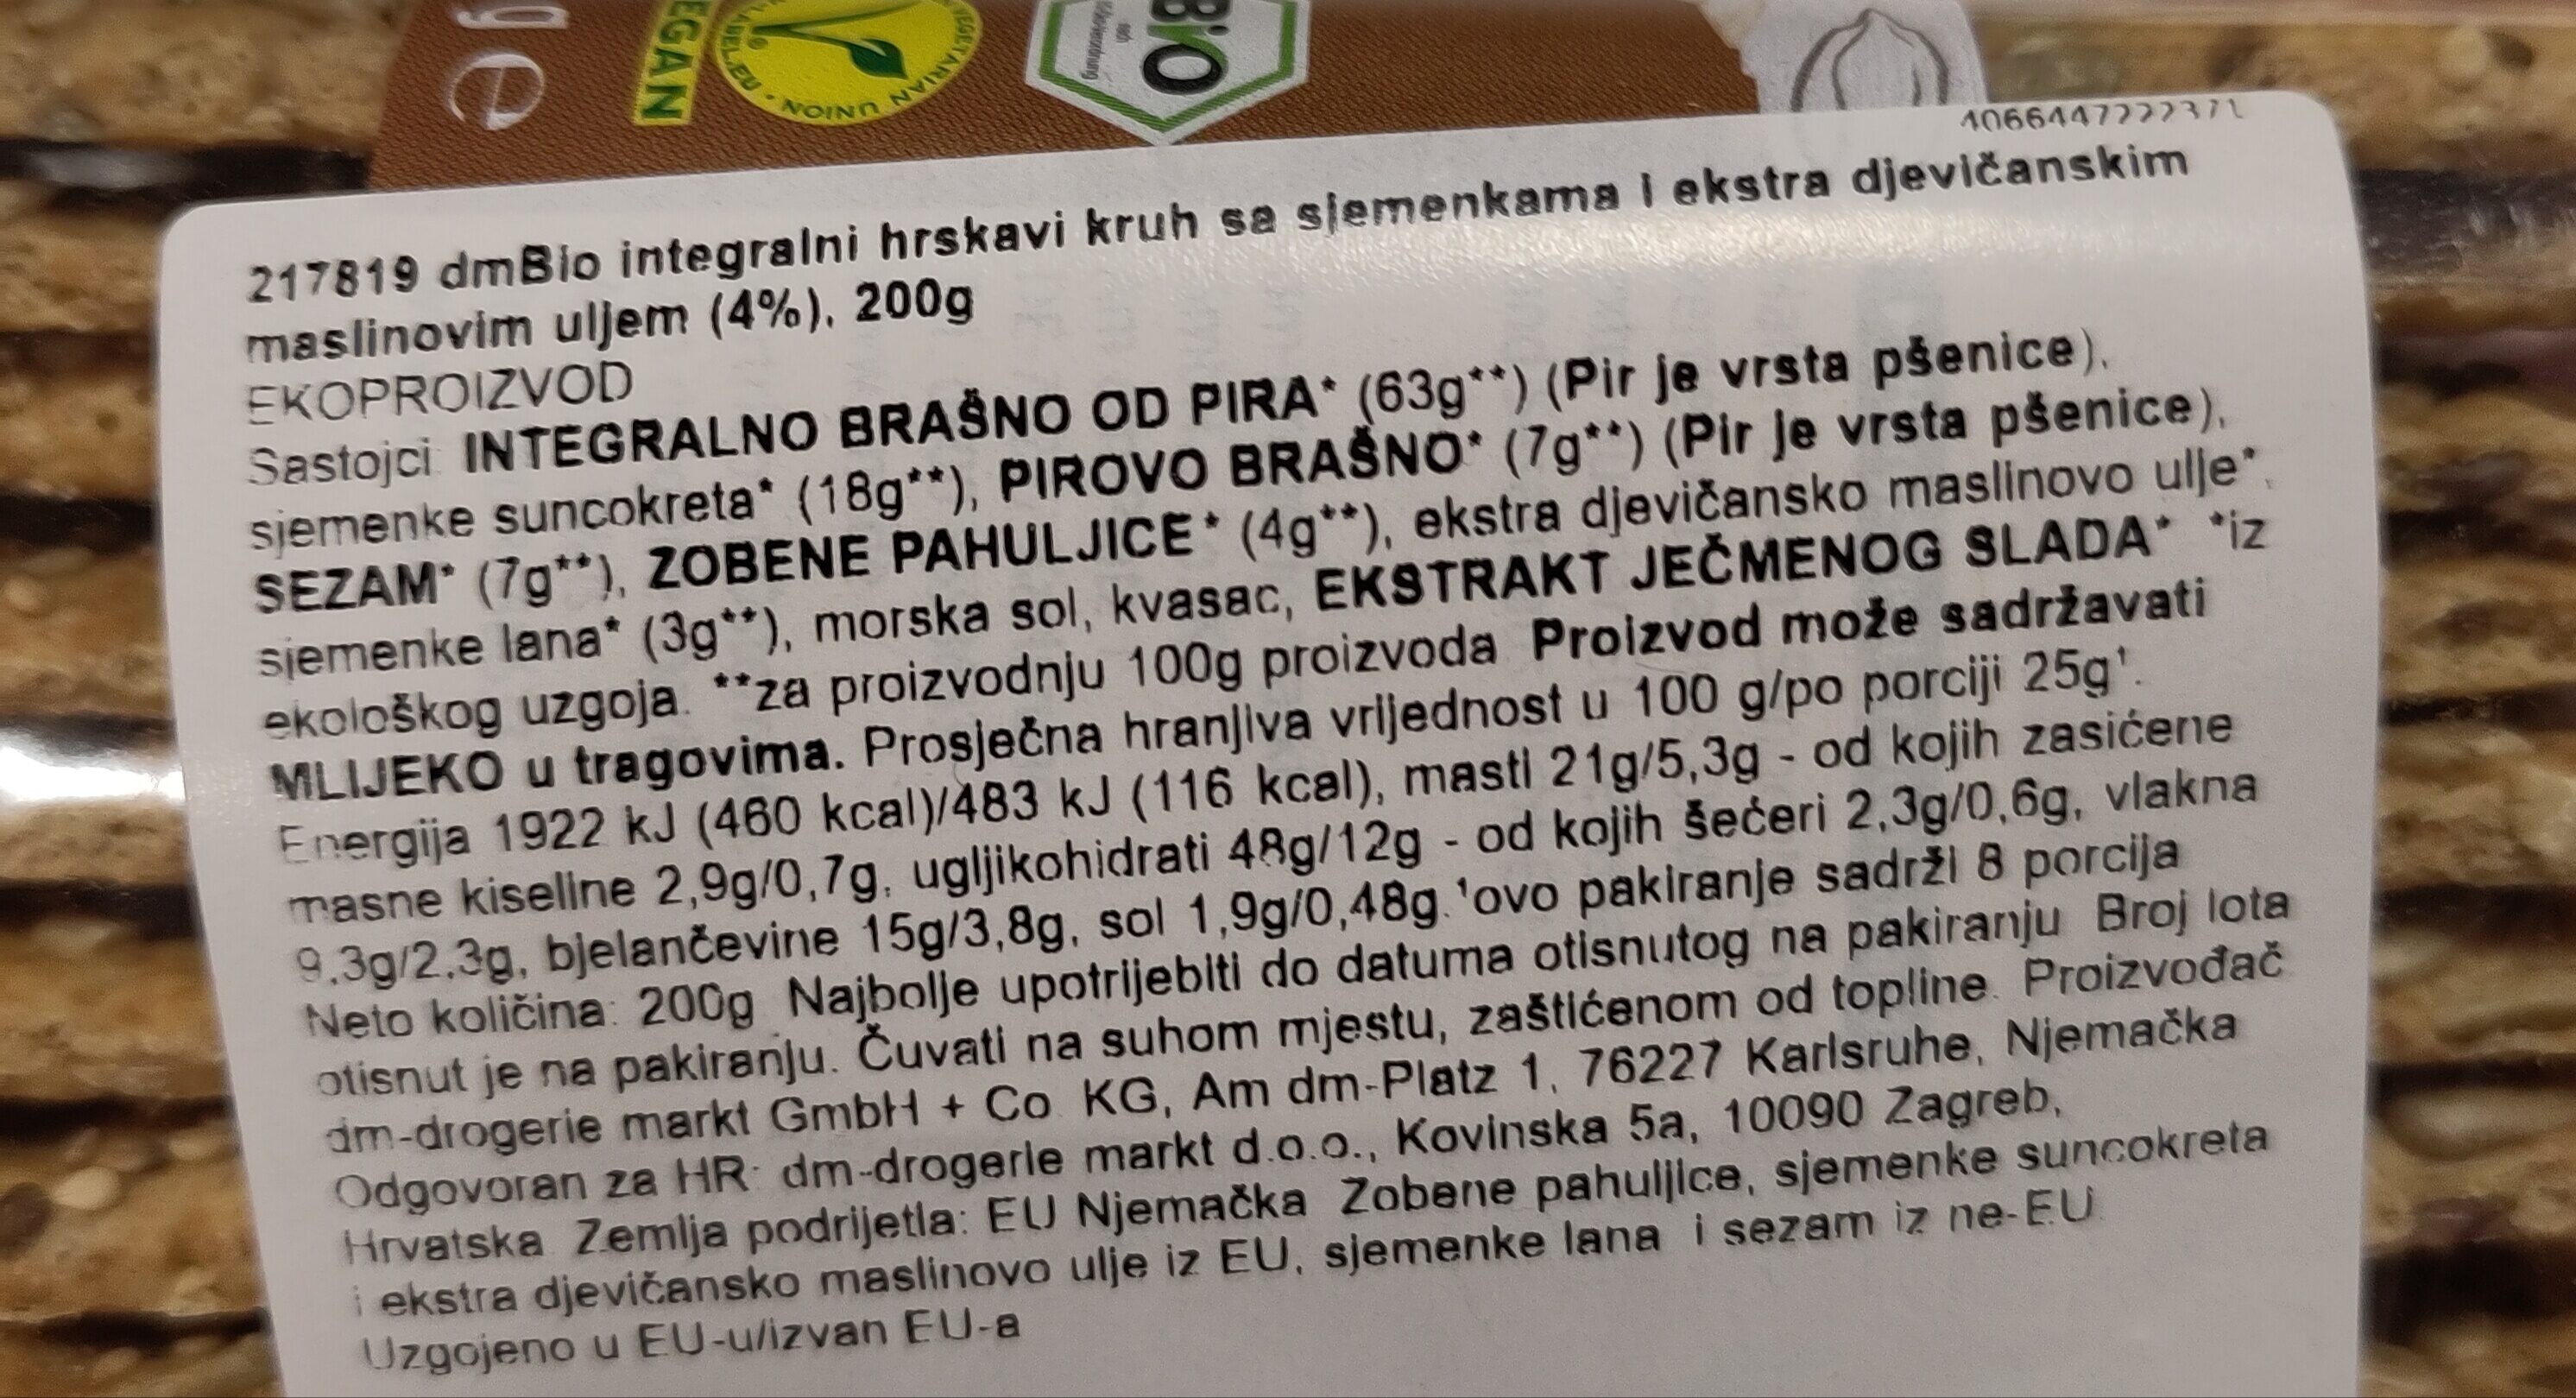 ge
VEGAN
V-LABEL.EU • VEGETARIAN UNION
Bio
nach
4066447222371
217819 dmBio integralni hrskavi kruh sa sjemenkama i ekstra djevičanskim
maslinovim uljem (4%), 200g
EKOPROIZVOD
Sastojci: INTEGRALNO BRAŠNO OD PIRA* (63g**) (Pir je vrsta pšenice),
sjemenke suncokreta* (18g**), PIROVO BRAŠNO* (7g**) (Pir je vrsta pšenice),
SEZAM* (7g**), ZOBENE PAHULJICE* (4g**), ekstra djevičansko maslinovo ulje*,
sjemenke lana* (3g**), morska sol, kvasac, EKSTRAKT JEČMENOG SLADA* *iz
ekološkog uzgoja. **za proizvodnju 100g proizvoda Proizvod može sadržavati
MLIJEKO u tragovima. Prosječna hranjiva vrijednost u 100 g/po porciji 25g¹.
Energija 1922 kJ (460 kcal)/483 kJ (116 kcal), masti 21g/5,3g - od kojih zasićene
masne kiseline 2,9g/0,7g, ugljikohidrati 48g/12g - od kojih šećeri 2,3g/0,6g, vlakna
9,3g/2,3g, bjelančevine 15g/3,8g, sol 1,9g/0,48g.¹ovo pakiranje sadrži 8 porcija
Neto količina: 200g Najbolje upotrijebiti do datuma otisnutog na pakiranju Broj lota
otisnut je na pakiranju. Čuvati na suhom mjestu, zaštićenom od topline. Proizvođač
dm-drogerie markt GmbH + Co. KG, Am dm-Platz 1, 76227 Karlsruhe, Njemačka
Odgovoran za HR: dm-drogerie markt d.o.o., Kovinska 5a, 10090 Zagreb,
Hrvatska Zemlja podrijetla: EU Njemačka Zobene pahuljice, sjemenke suncokreta
i ekstra djevičansko maslinovo ulje iz EU, sjemenke lana i sezam iz ne-EU.
Uzgojeno u EU-u/izvan EU-a